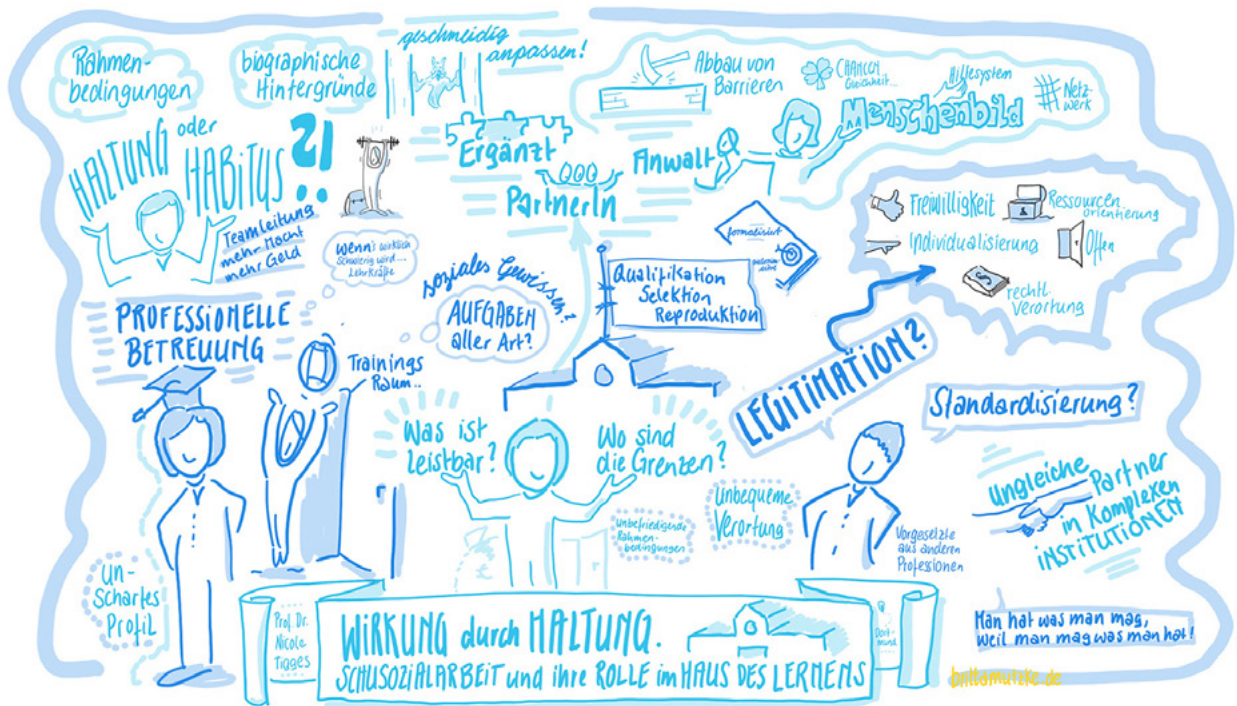 Rahmen-
bedingungen
biographische
Hintergründe
geschmeidig
anpassen!
HALTUNG oder
HABITUS ?!
Teamleitung
mehr Macht
mehr Geld
wenn's wirklich
schwierig wird...
Lehrkräfte
Ergänzt
PartnerIn
Anwalt
Abbau von
Barrieren
CHANCEN
Gleichheit...
Hilfesystem
Menschenbild
# Netz-
werk
Freiwilligkeit
Ressourcen
orientierung
Individualisierung
Offen
rechtl.
Verortung
formalisiert
Qualifikation
Selektion
Reproduktion
soziales Gewissen?
AUFGABEN
aller Art?
PROFESSIONELLE
BETREUUNG
Trainings
Raum..
Was ist
leistbar?
Wo sind
die Grenzen?
LEGITIMATION?
Standardisierung?
Ungleiche
Partner
in Komplexen
INSTITUTIONEN
Unbefriedigende
Rahmen-
bedingungen
Unbequeme
Verortung
Vorgesetzte
aus anderen
Professionen
un-
Scharfes
Profil
Prof. Dr.
Nicole
Tigges
WIRKUNG durch HALTUNG.
SCHUSOZIALARBEIT und ihre ROLLE im HAUS DES LERNENS
Dort-
mund
Man hat was man mag,
weil man mag was man hat!
brittamutzke.de